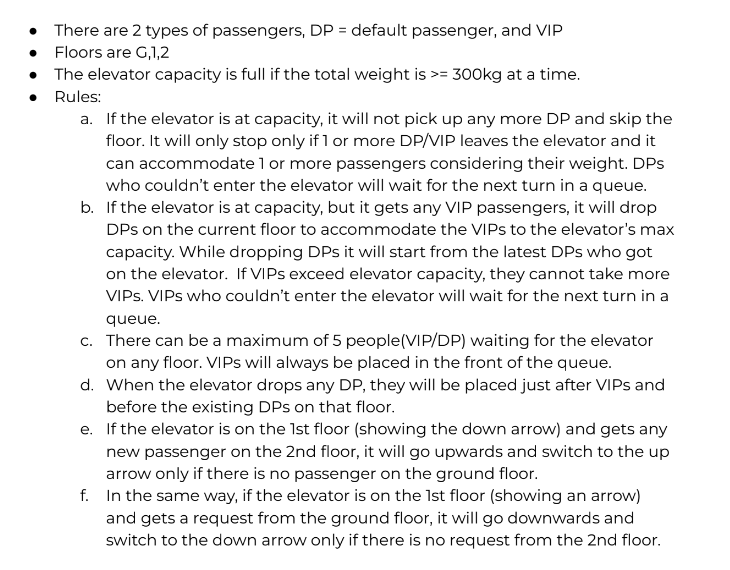 ● There are 2 types of passengers, DP = default passenger, and VIP
● Floors are G,1,2
● The elevator capacity is full if the total weight is >= 300kg at a time.
● Rules:
a. If the elevator is at capacity, it will not pick up any more DP and skip the
floor. It will only stop only if 1 or more DP/VIP leaves the elevator and it
can accommodate 1 or more passengers considering their weight. DPs
who couldn't enter the elevator will wait for the next turn in a queue.
b. If the elevator is at capacity, but it gets any VIP passengers, it will drop
DPs on the current floor to accommodate the VIPs to the elevator's max
capacity. While dropping DPs it will start from the latest DPs who got
on the elevator.  If VIPs exceed elevator capacity, they cannot take more
VIPs. VIPs who couldn't enter the elevator will wait for the next turn in a
queue.
c. There can be a maximum of 5 people(VIP/DP) waiting for the elevator
on any floor. VIPs will always be placed in the front of the queue.
d. When the elevator drops any DP, they will be placed just after VIPs and
before the existing DPs on that floor.
e. If the elevator is on the 1st floor (showing the down arrow) and gets any
new passenger on the 2nd floor, it will go upwards and switch to the up
arrow only if there is no passenger on the ground floor.
f. In the same way, if the elevator is on the 1st floor (showing an arrow)
and gets a request from the ground floor, it will go downwards and
switch to the down arrow only if there is no request from the 2nd floor.